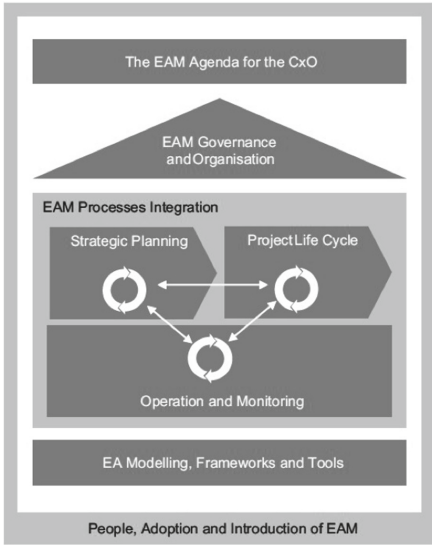 The EAM Agenda for the CxO
EAM Governance
and Organisation
EAM Processes Integration
Strategic Planning
Project Life Cycle
Operation and Monitoring
EA Modelling, Frameworks and Tools
People, Adoption and Introduction of EAM